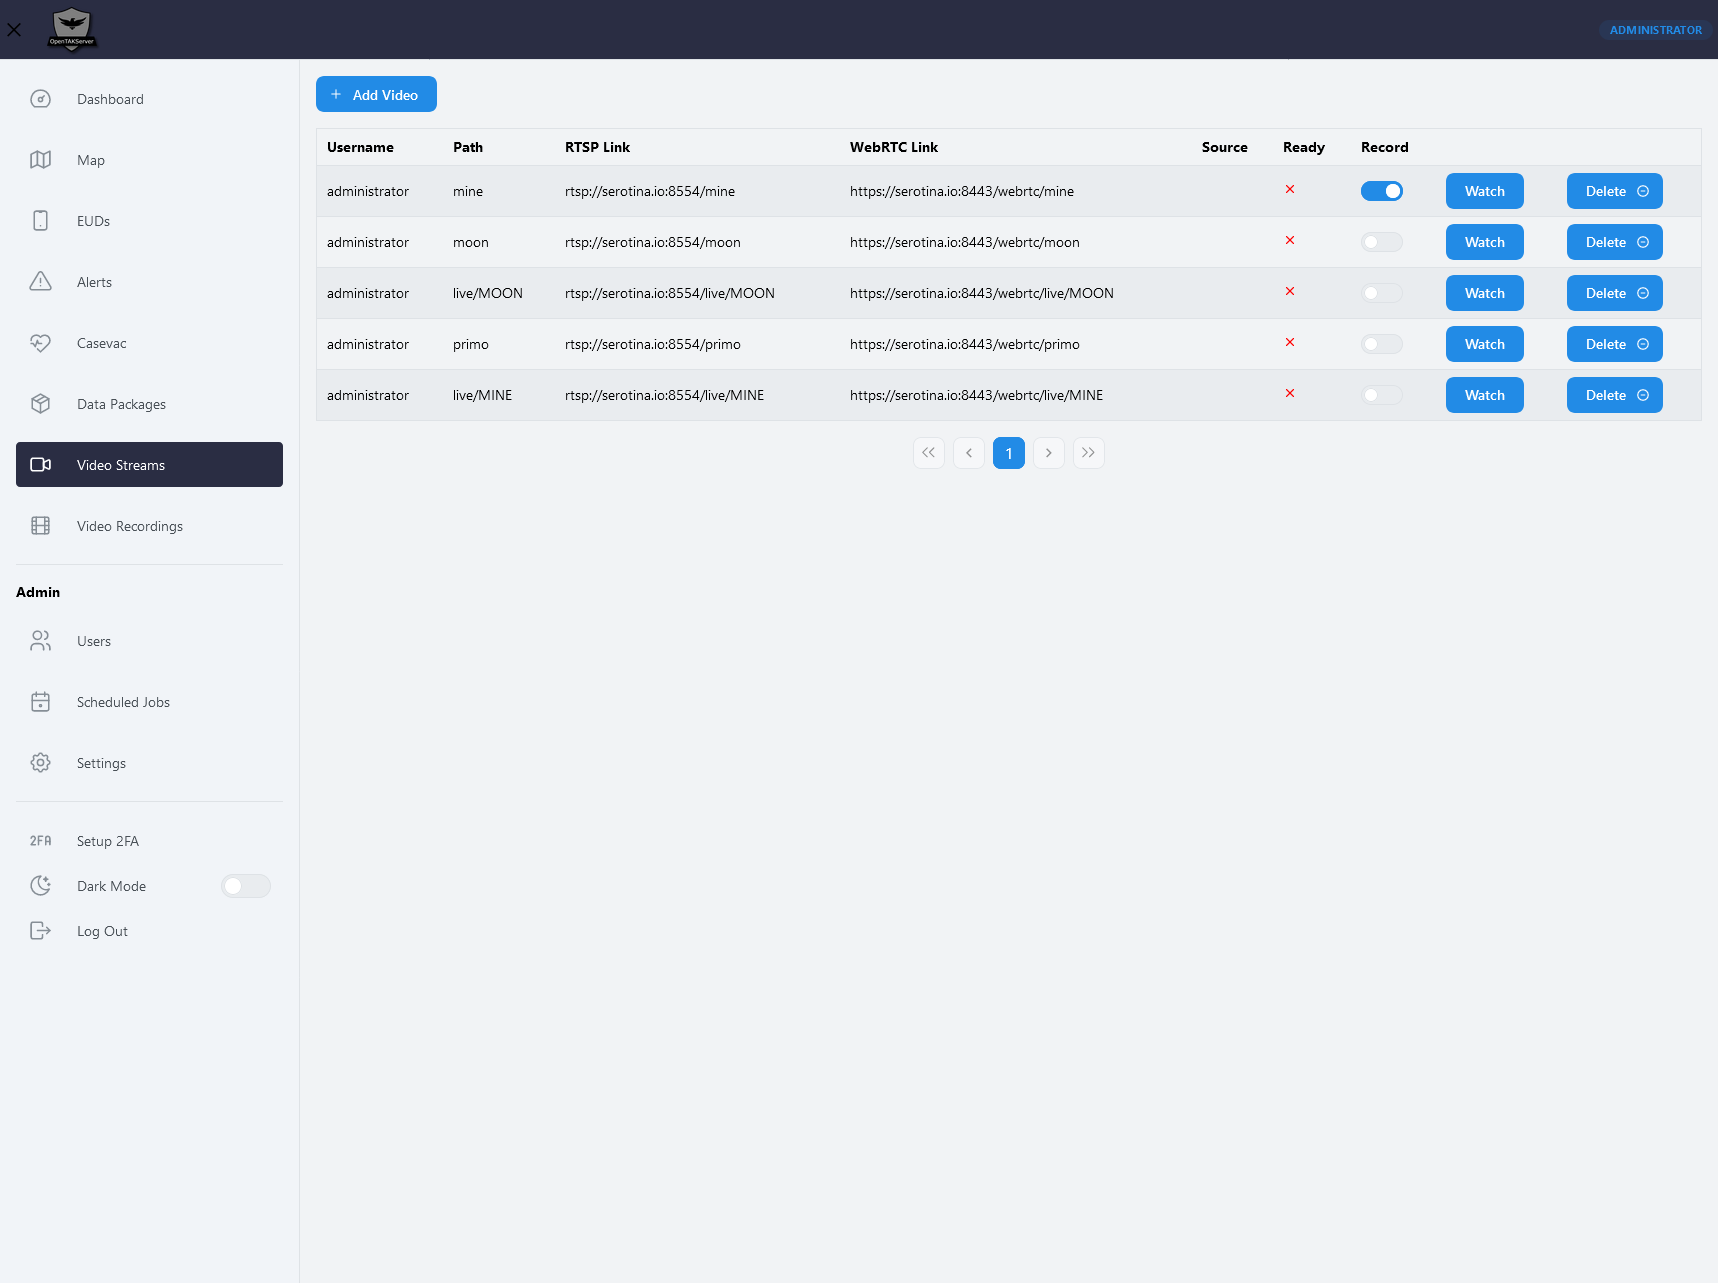 OpenTAKServer
ADMINISTRATOR
Dashboard
Map
EUDs
Alerts
Casevac
Data Packages
Video Streams
Video Recordings
Admin
Users
Scheduled Jobs
Settings
2FA Setup 2FA
Dark Mode
Log Out
+ Add Video
Username Path RTSP Link WebRTC Link Source Ready Record
administrator mine rtsp://serotina.io:8554/mine https://serotina.io:8443/webrtc/mine Watch Delete
administrator moon rtsp://serotina.io:8554/moon https://serotina.io:8443/webrtc/moon Watch Delete
administrator live/MOON rtsp://serotina.io:8554/live/MOON https://serotina.io:8443/webrtc/live/MOON Watch Delete
administrator primo rtsp://serotina.io:8554/primo https://serotina.io:8443/webrtc/primo Watch Delete
administrator live/MINE rtsp://serotina.io:8554/live/MINE https://serotina.io:8443/webrtc/live/MINE Watch Delete
1